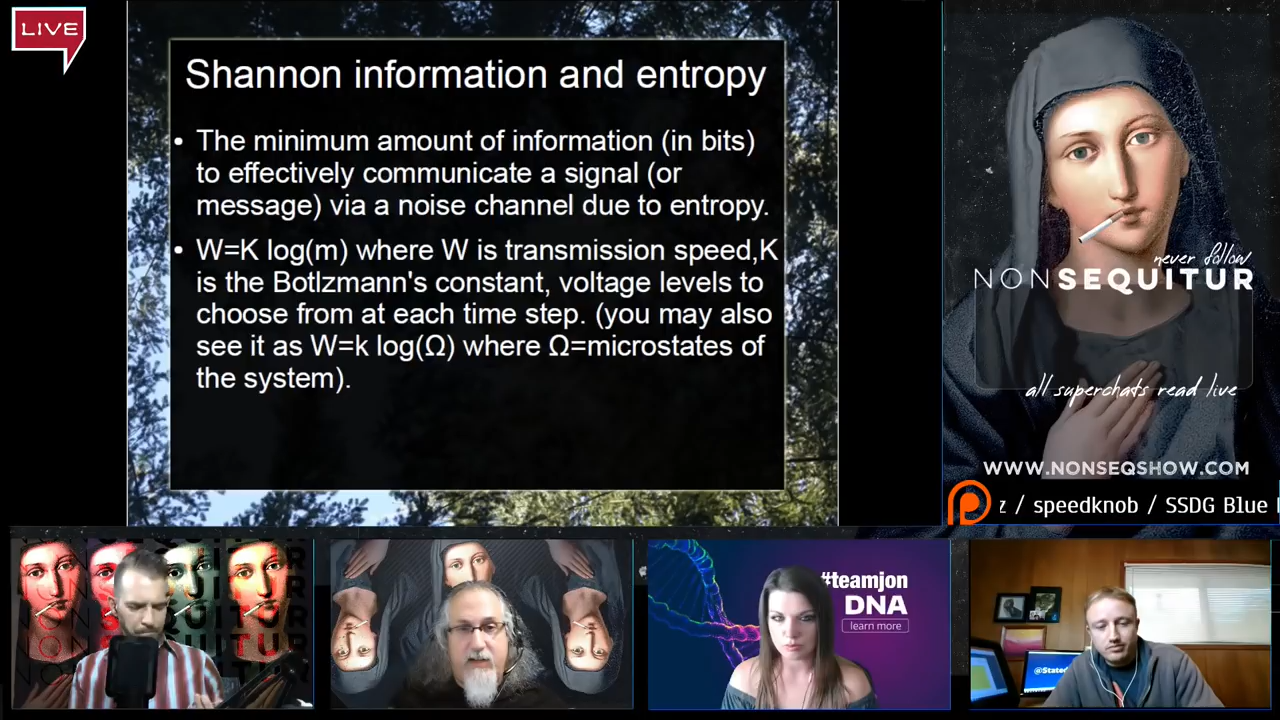 LIVE
Shannon information and entropy
• The minimum amount of information (in bits)
to effectively communicate a signal (or
message) via a noise channel due to entropy.
• W=K log(m) where W is transmission speed,K
is the Botlzmann's constant, voltage levels to
choose from at each time step. (you may also
see it as W=k log(Ω) where Ω=microstates of
the system).
never follow
NONSEQUITUR
all superchats read live
WWW.NONSEQSHOW.COM
z / speedknob / SSDG Blue
#teamjon
DNA
learn more